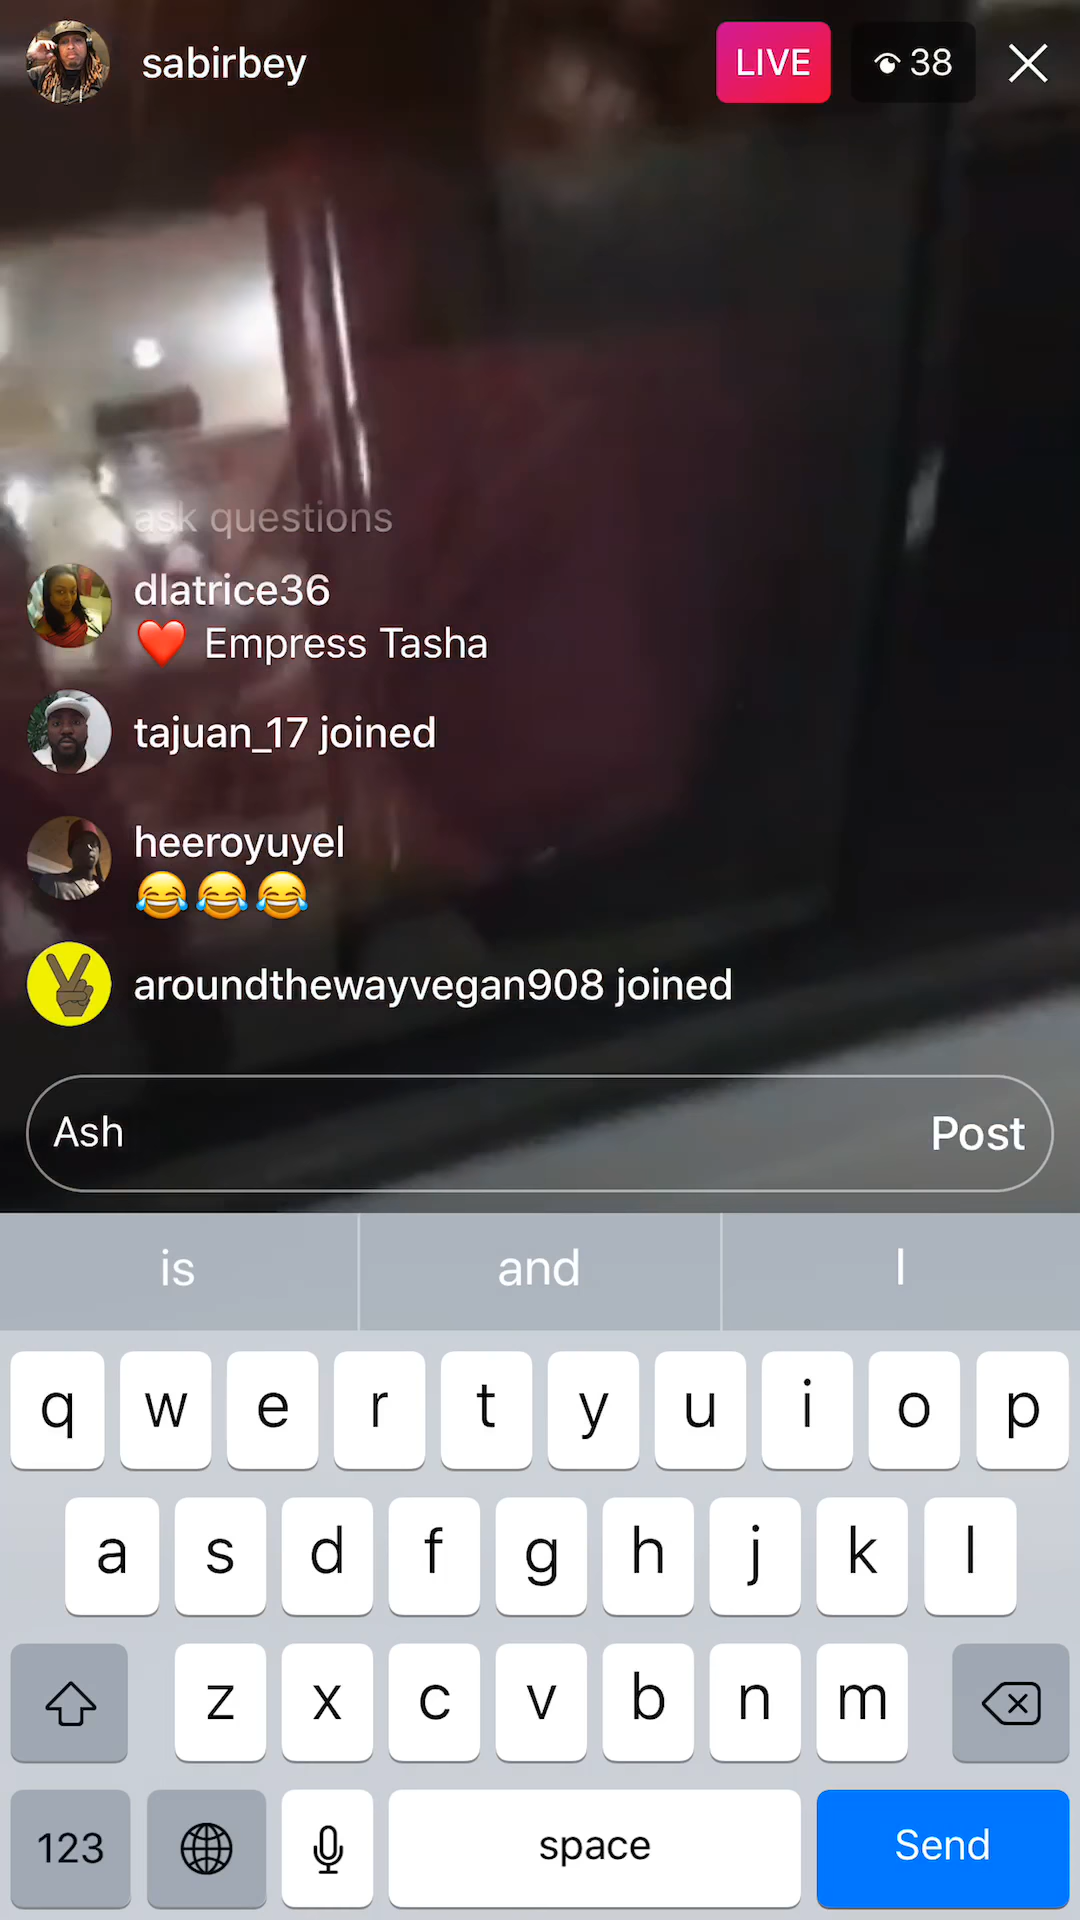 sabirbey
LIVE
38
ask questions
dlatrice36
❤️ Empress Tasha
tajuan_17 joined
heeroyuyel
😂😂😂
aroundthewayvegan908 joined
Ash
Post
is and I
q w e r t y u i o p
a s d f g h j k l
z x c v b n m
123 space Send